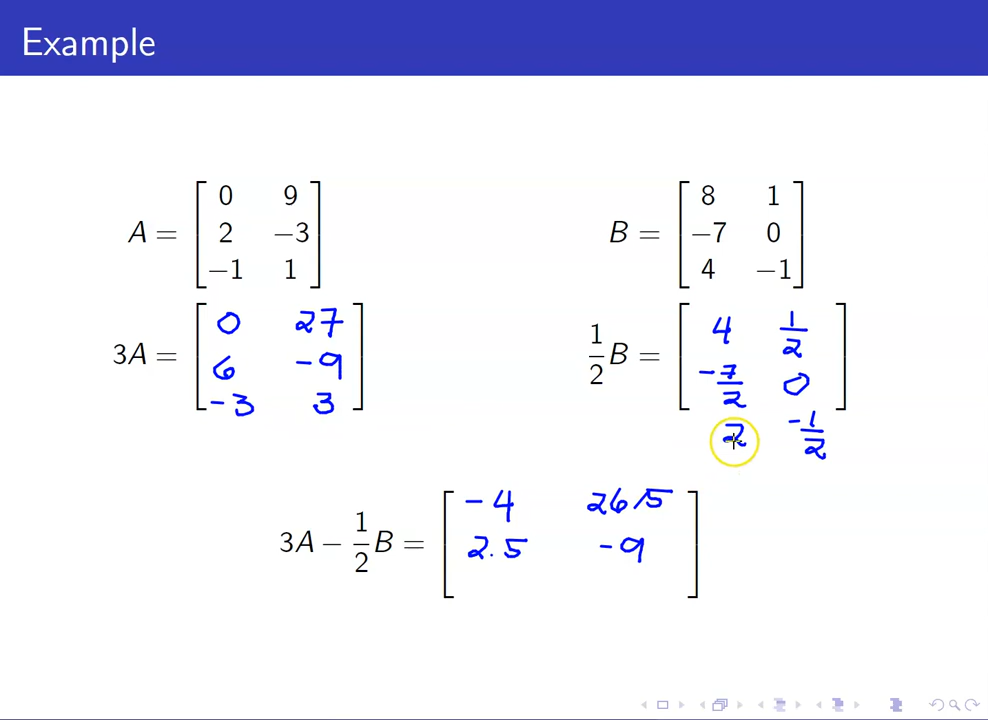 Example
A = [ 0 9 ; 2 −3 ; −1 1 ]
B = [ 8 1 ; −7 0 ; 4 −1 ]
3A = [ 0 27 ; 6 -9 ; -3 3 ]
1/2 B = [ 4 1/2 ; -7/2 0 ; 2 -1/2 ]
3A − 1/2 B = [ -4 26/5 ; 2.5 -9 ]